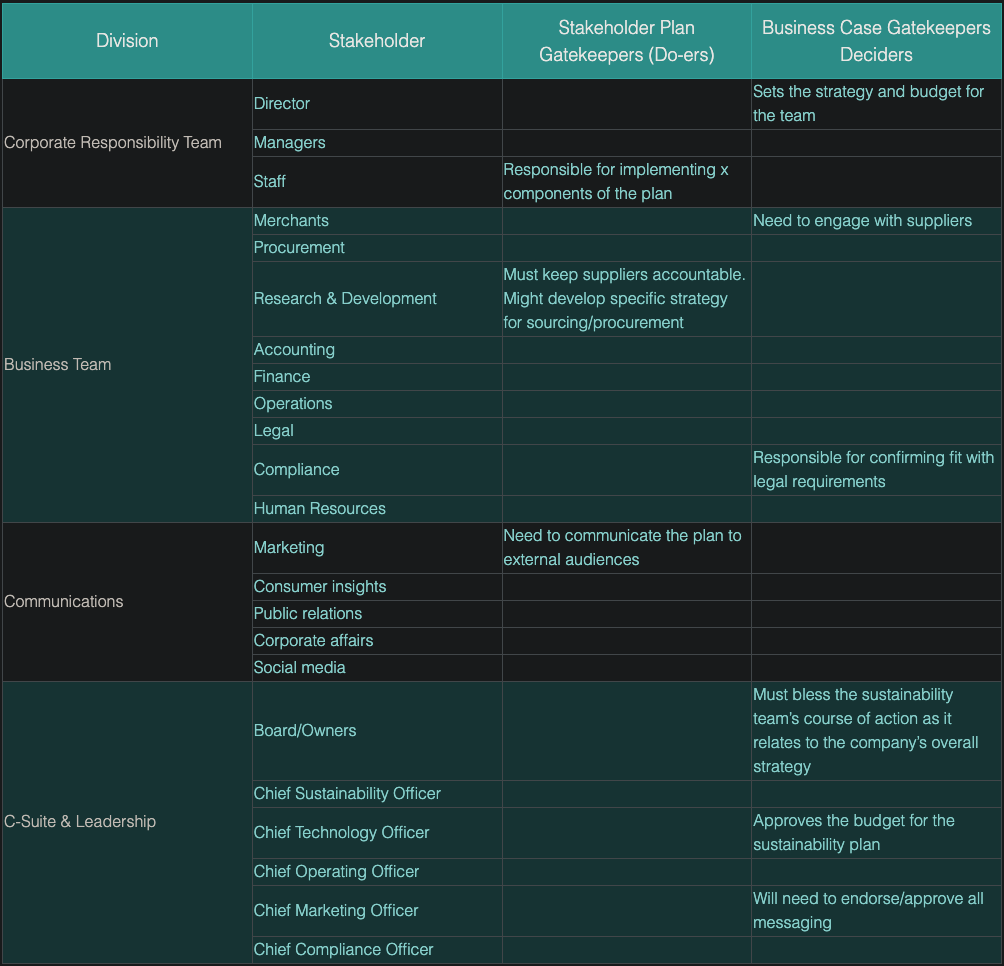 Division
Stakeholder
Stakeholder Plan
Gatekeepers (Do-ers)
Business Case Gatekeepers
Deciders
Corporate Responsibility Team
Director
Sets the strategy and budget for
the team
Managers
Staff
Responsible for implementing x
components of the plan
Business Team
Merchants
Need to engage with suppliers
Procurement
Research & Development
Must keep suppliers accountable.
Might develop specific strategy
for sourcing/procurement
Accounting
Finance
Operations
Legal
Compliance
Responsible for confirming fit with
legal requirements
Human Resources
Communications
Marketing
Need to communicate the plan to
external audiences
Consumer insights
Public relations
Corporate affairs
Social media
C-Suite & Leadership
Board/Owners
Must bless the sustainability
team’s course of action as it
relates to the company’s overall
strategy
Chief Sustainability Officer
Chief Technology Officer
Approves the budget for the
sustainability plan
Chief Operating Officer
Chief Marketing Officer
Will need to endorse/approve all
messaging
Chief Compliance Officer